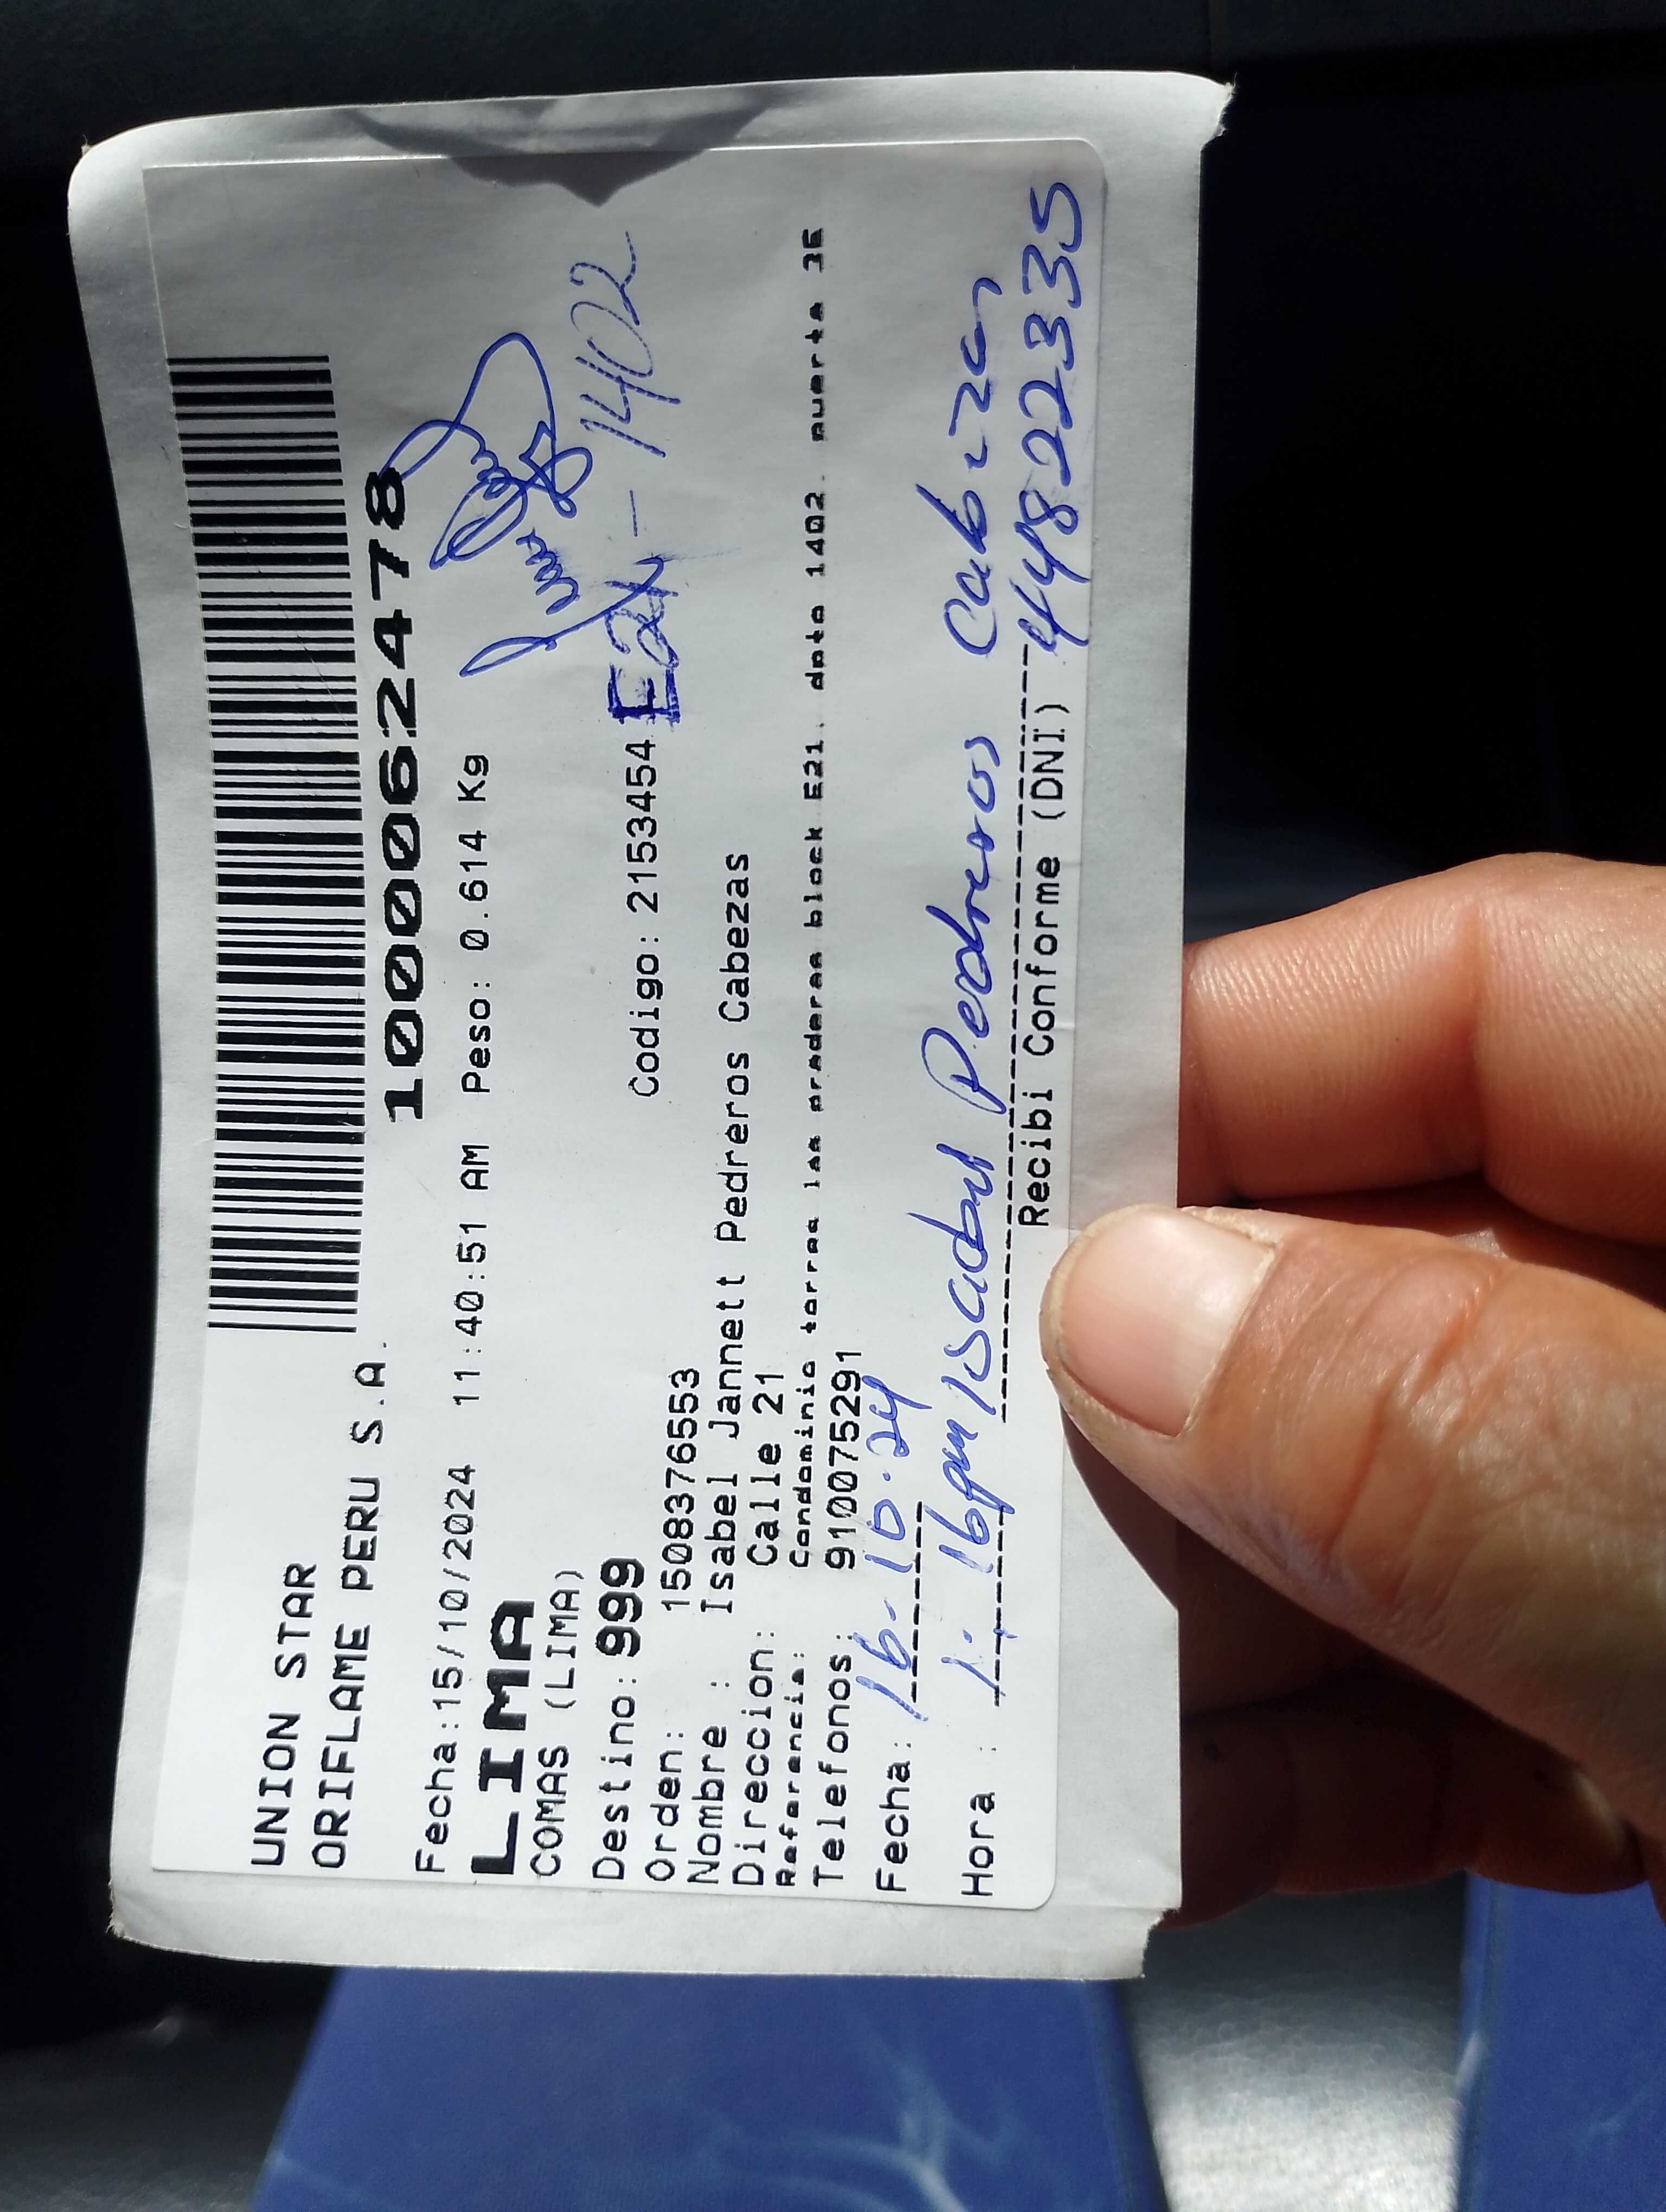 UNION STAR
ORIFLAME PERU S.A.
1000062478
Fecha:15/10/2024 11:40:51 AM Peso: 0.614 Kg
LIMA
COMAS (LIMA)
Destino: 999
E21 - 1402
Orden: 1508376553 Codigo: 2153454
Nombre : Isabel Jannett Pedreros Cabezas
Direccion: Calle 21
Referencia: Condominio torres las praderas block E21, dpto 1402, puerta 3E
Telefonos: 910075291
Fecha: 16-10.24
Hora : 1:16pm Isabel Pedreros Cabezas
Recibi Conforme (DNI) 44822335